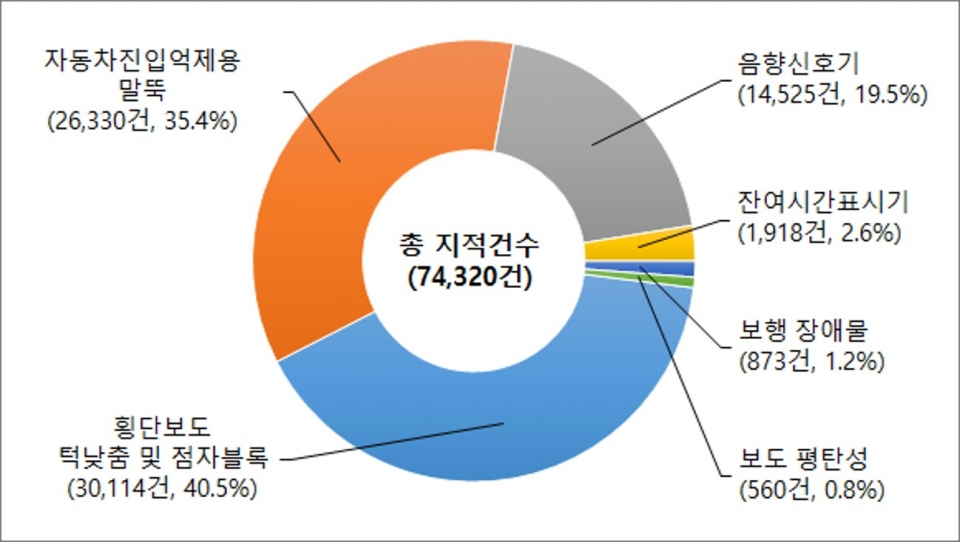 자동차진입억제용
말뚝
(26,330건, 35.4%)
음향신호기
(14,525건, 19.5%)
잔여시간표시기
(1,918건, 2.6%)
총 지적건수
(74,320건)
보행 장애물
(873건, 1.2%)
횡단보도
턱낮춤 및 점자블록
(30,114건, 40.5%)
보도 평탄성
(560건, 0.8%)